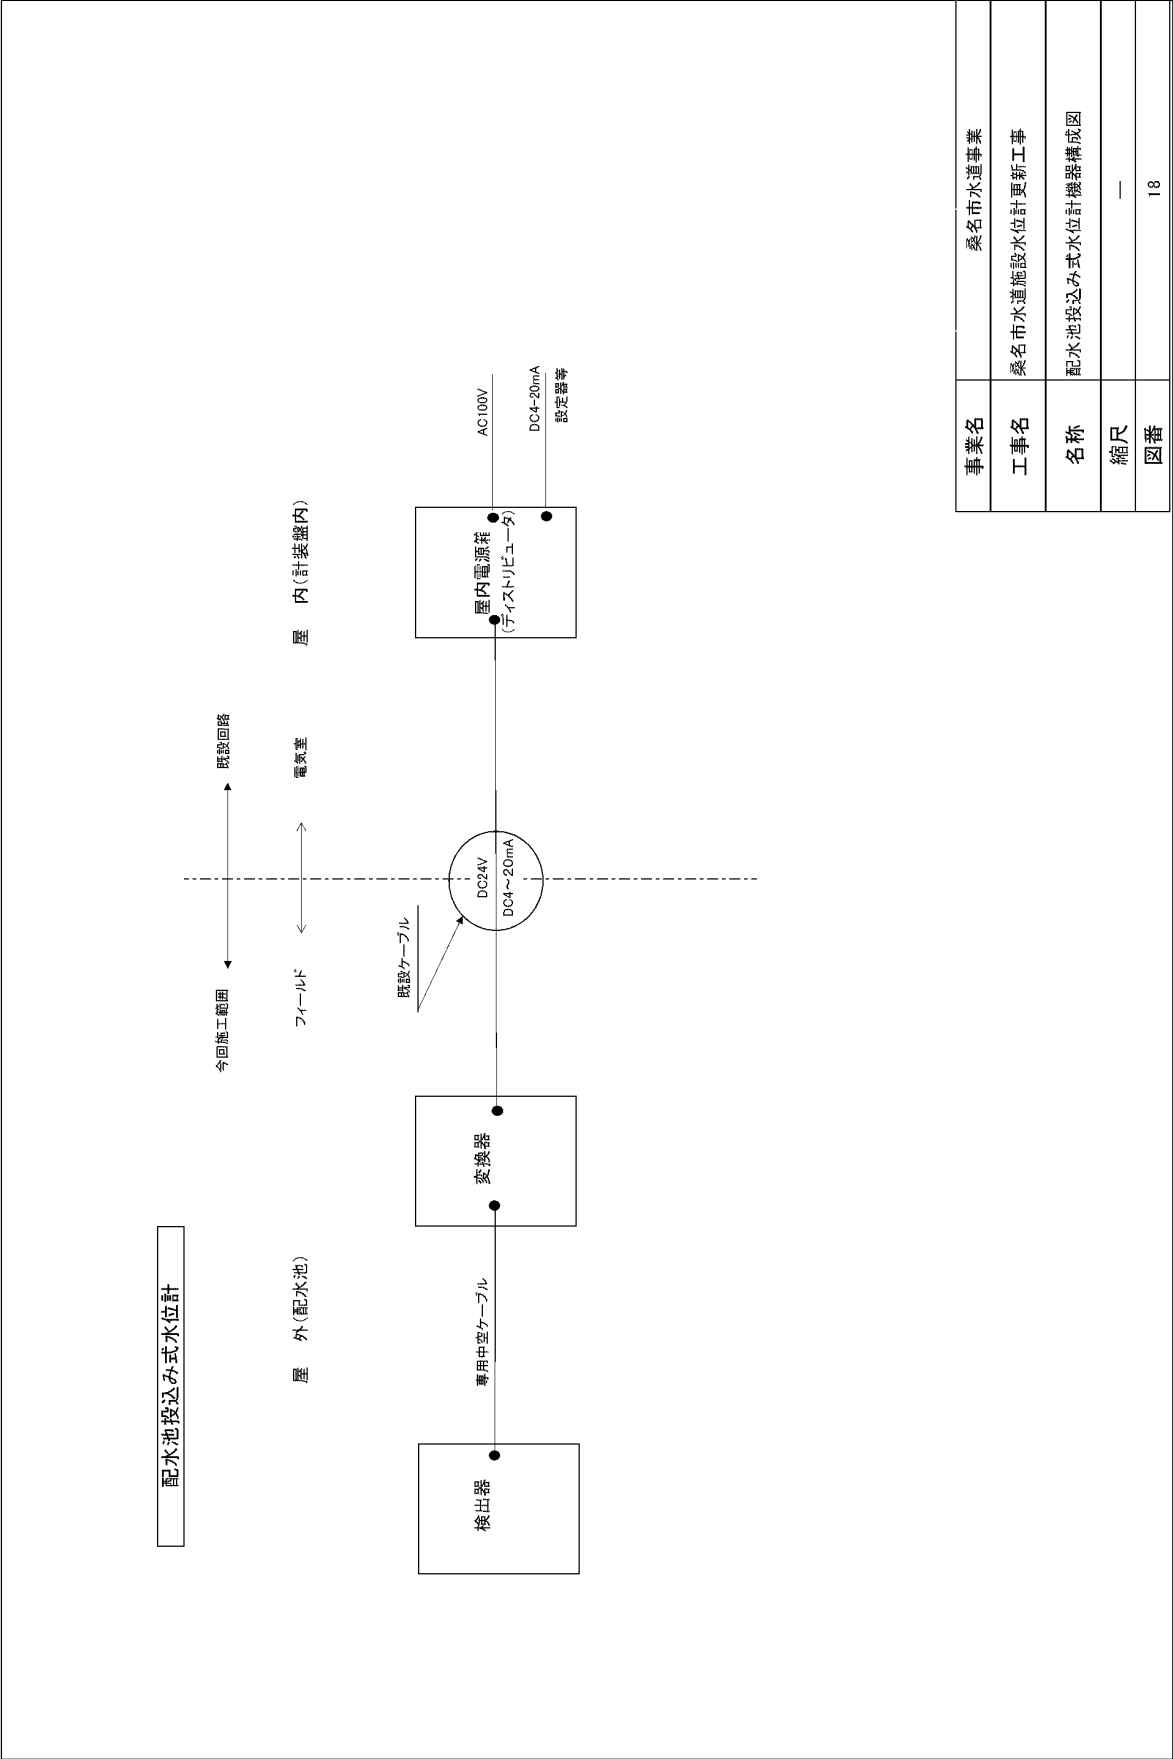 配水池投込み式水位計
今回施工範囲
既設回路
屋　外(配水池)
フィールド
電気室
屋　内(計装盤内)
既設ケーブル
検出器
専用中空ケーブル
変換器
DC24V
DC4～20mA
屋内電源箱
(ディストリビュータ)
AC100V
DC4-20mA
設定器等
事業名　桑名市水道事業
工事名　桑名市水道施設水位計更新工事
名称　配水池投込み式水位計機器構成図
縮尺　―
図番　18